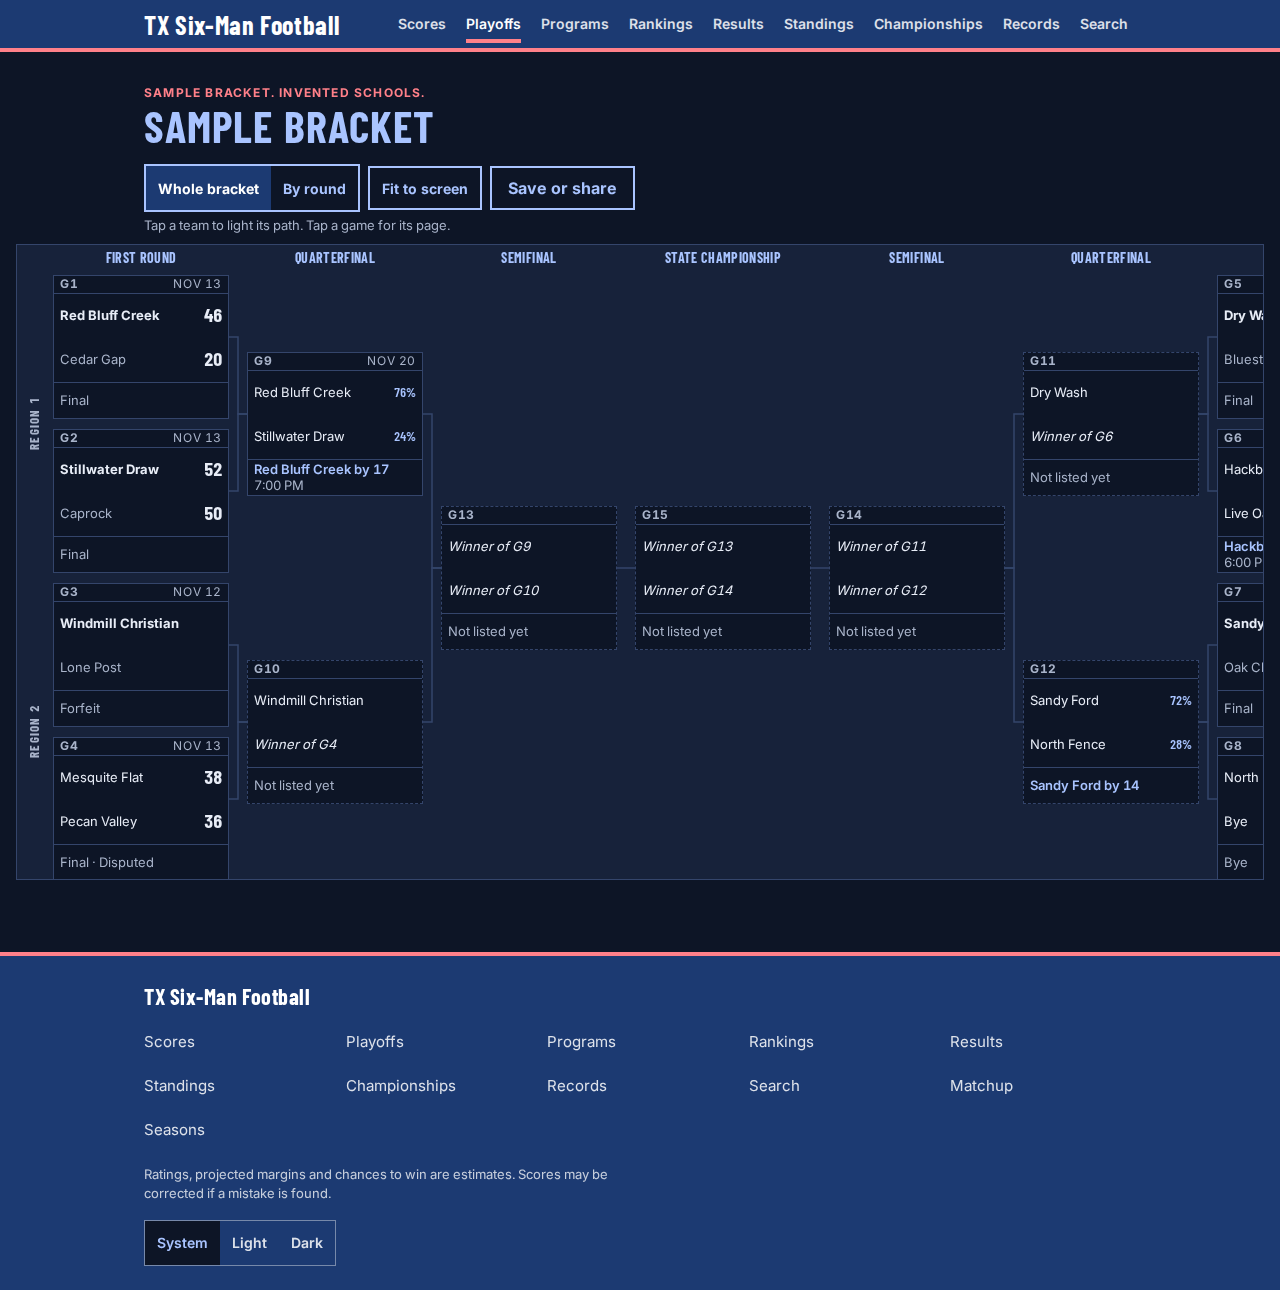 TX Six-Man Football
Scores Playoffs Programs Rankings Results Standings Championships Records Search
SAMPLE BRACKET. INVENTED SCHOOLS.
SAMPLE BRACKET
Whole bracket By round Fit to screen Save or share
Tap a team to light its path. Tap a game for its page.
FIRST ROUND QUARTERFINAL SEMIFINAL STATE CHAMPIONSHIP SEMIFINAL QUARTERFINAL
REGION 1
G1 NOV 13
Red Bluff Creek 46
Cedar Gap 20
Final
G2 NOV 13
Stillwater Draw 52
Caprock 50
Final
REGION 2
G3 NOV 12
Windmill Christian
Lone Post
Forfeit
G4 NOV 13
Mesquite Flat 38
Pecan Valley 36
Final · Disputed
G9 NOV 20
Red Bluff Creek 76%
Stillwater Draw 24%
Red Bluff Creek by 17
7:00 PM
G10
Windmill Christian
Winner of G4
Not listed yet
G13
Winner of G9
Winner of G10
Not listed yet
G15
Winner of G13
Winner of G14
Not listed yet
G14
Winner of G11
Winner of G12
Not listed yet
G11
Dry Wash
Winner of G6
Not listed yet
G12
Sandy Ford 72%
North Fence 28%
Sandy Ford by 14
G5
Dry
Final
G6
Live
6:00
G7
Sandy
Oak
Final
G8
North
Bye
Bye
TX Six-Man Football
Scores Playoffs Programs Rankings Results
Standings Championships Records Search Matchup
Seasons
Ratings, projected margins and chances to win are estimates. Scores may be
corrected if a mistake is found.
System Light Dark